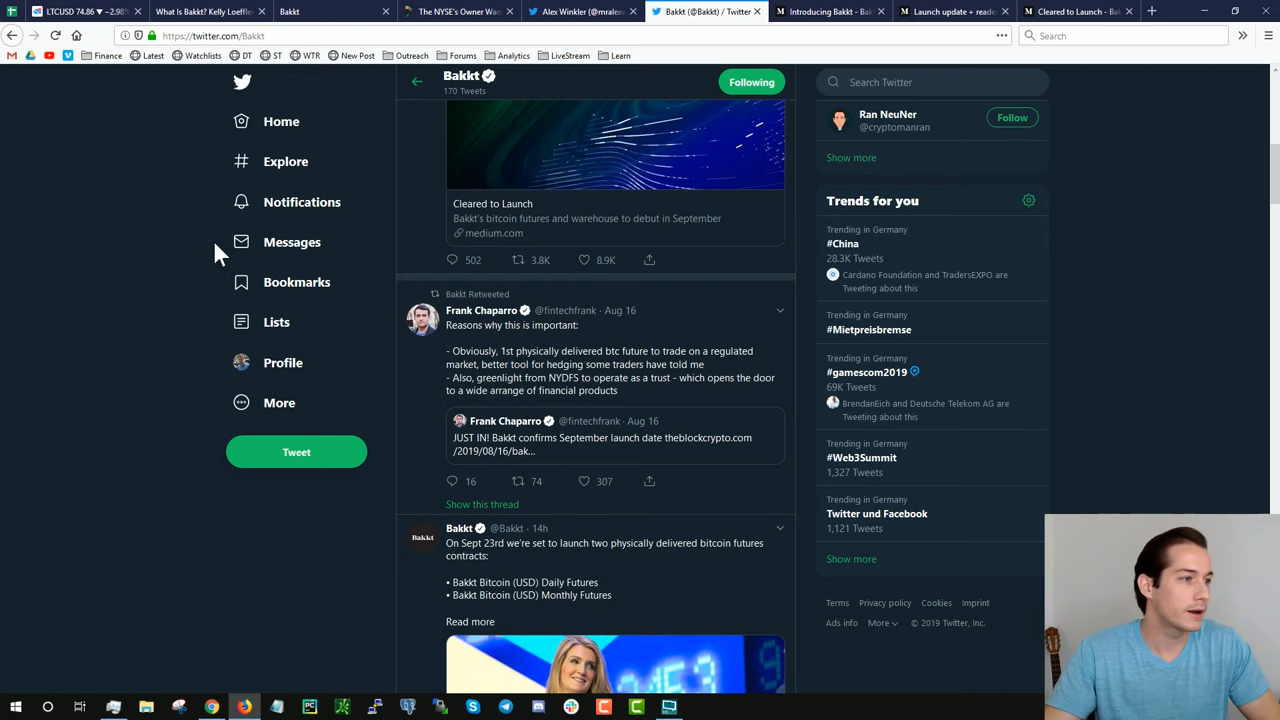 LTCUSD 74.86 ▾ −2.98%
What Is Bakkt? Kelly Loeffler
Bakkt
The NYSE's Owner Wan
Alex Winkler (@mralen
Bakkt (@Bakkt) / Twitter
Introducing Bakkt - Bak
Launch update + reade
Cleared to Launch - Bak
https://twitter.com/Bakkt
Search
Finance
Latest
Watchlists
DT
ST
WTR
New Post
Outreach
Forums
Analytics
LiveStream
Learn
Home
Explore
Notifications
Messages
Bookmarks
Lists
Profile
More
Tweet
Bakkt
170 Tweets
Following
Cleared to Launch
Bakkt's bitcoin futures and warehouse to debut in September
medium.com
502 3.8K 8.9K
Bakkt Retweeted
Frank Chaparro @fintechfrank · Aug 16
Reasons why this is important:
- Obviously, 1st physically delivered btc future to trade on a regulated
market, better tool for hedging some traders have told me
- Also, greenlight from NYDFS to operate as a trust - which opens the door
to a wide arrange of financial products
Frank Chaparro @fintechfrank · Aug 16
JUST IN! Bakkt confirms September launch date theblockcrypto.com
/2019/08/16/bak...
16 74 307
Show this thread
Bakkt @Bakkt · 14h
On Sept 23rd we're set to launch two physically delivered bitcoin futures
contracts:
• Bakkt Bitcoin (USD) Daily Futures
• Bakkt Bitcoin (USD) Monthly Futures
Read more
Search Twitter
Ran NeuNer
@cryptomanran
Follow
Show more
Trends for you
Trending in Germany
#China
28.3K Tweets
Cardano Foundation and TradersEXPO are
Tweeting about this
Trending in Germany
#Mietpreisbremse
Trending in Germany
#gamescom2019
69K Tweets
BrendanEich and Deutsche Telekom AG are
Tweeting about this
Trending in Germany
#Web3Summit
1,327 Tweets
Trending in Germany
Twitter und Facebook
1,121 Tweets
Show more
Terms Privacy policy Cookies Imprint
Ads info More © 2019 Twitter, Inc.